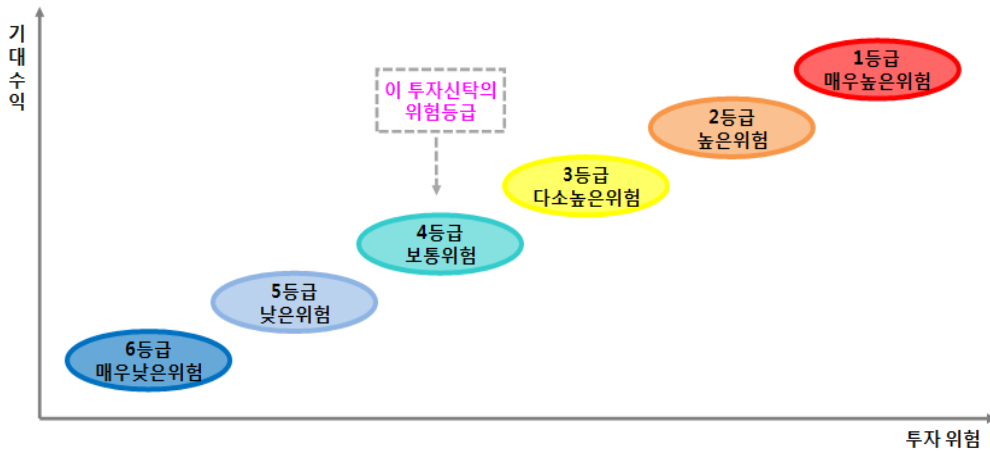 기
대
수
익
이 투자신탁의
위험등급
1등급
매우높은위험
2등급
높은위험
3등급
다소높은위험
4등급
보통위험
5등급
낮은위험
6등급
매우낮은위험
투자 위험